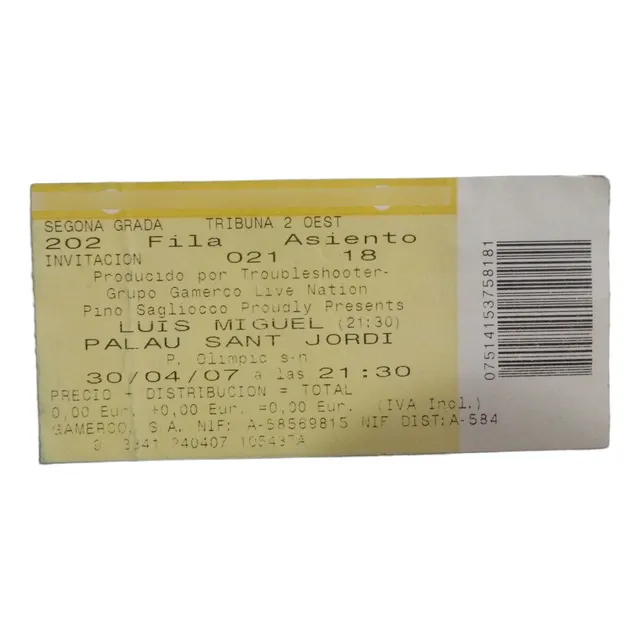 SEGONA GRADA TRIBUNA 2 OEST
202 Fila Asiento
INVITACION 021 18
Producido por Troubleshooter-
Grupo Gamerco Live Nation
Pino Sagliocco Proudly Presents
LUIS MIGUEL (21:30)
PALAU SANT JORDI
P. Olimpic s-n
30/04/07 a las 21:30
PRECIO + DISTRIBUCION = TOTAL
0,00 Eur. +0,00 Eur. =0,00 Eur. (IVA Incl.)
GAMERCO, S A. NIF: A-58569815 NIF DIST:A-584
240407
07514153758181